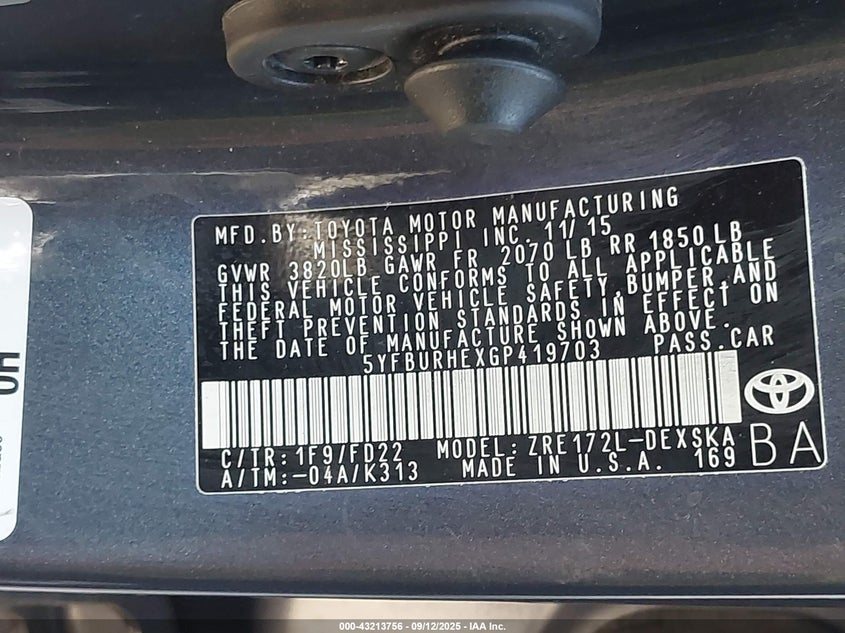 MFD.BY:TOYOTA MOTOR MANUFACTURING
MISSISSIPPI INC. 11/15
GVWR 3820LB GAWR FR 2070 LB RR 1850 LB
THIS VEHICLE CONFORMS TO ALL APPLICABLE
FEDERAL MOTOR VEHICLE SAFETY,BUMPER,AND
THEFT PREVENTION STANDARDS IN EFFECT ON
THE DATE OF MANUFACTURE SHOWN ABOVE.
5YFBURHEXGP419703 PASS.CAR
C/TR:1F9/FD22 MODEL:ZRE172L-DEXSKA
A/TM:-04A/K313 MADE IN U.S.A. 169
BA
000-43213756 - 09/12/2025 - IAA Inc.